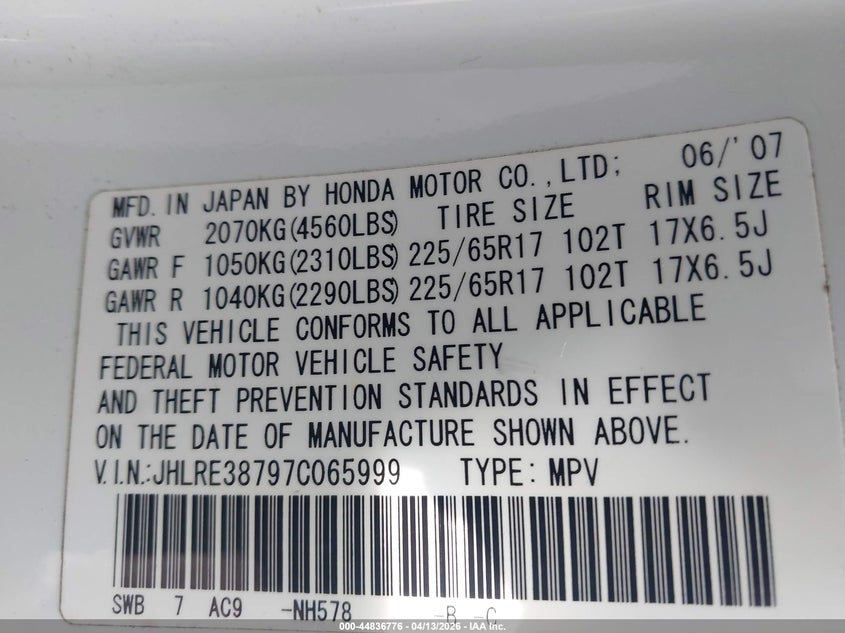 MFD. IN JAPAN BY HONDA MOTOR CO.,LTD; 06/'07
GVWR 2070KG(4560LBS) TIRE SIZE RIM SIZE
GAWR F 1050KG(2310LBS) 225/65R17 102T 17X6.5J
GAWR R 1040KG(2290LBS) 225/65R17 102T 17X6.5J
THIS VEHICLE CONFORMS TO ALL APPLICABLE
FEDERAL MOTOR VEHICLE SAFETY
AND THEFT PREVENTION STANDARDS IN EFFECT
ON THE DATE OF MANUFACTURE SHOWN ABOVE.
V.I.N.:JHLRE38797C065999 TYPE: MPV
SWB 7 AC9 -NH578 -B -C
000-44836776 - 04/13/2026 - IAA Inc.